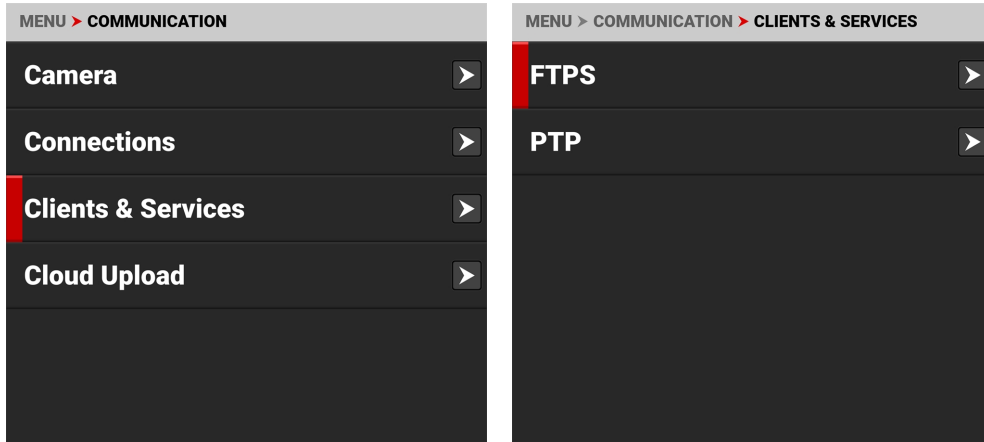 MENU > COMMUNICATION
Camera
Connections
Clients & Services
Cloud Upload
MENU > COMMUNICATION > CLIENTS & SERVICES
FTPS
PTP